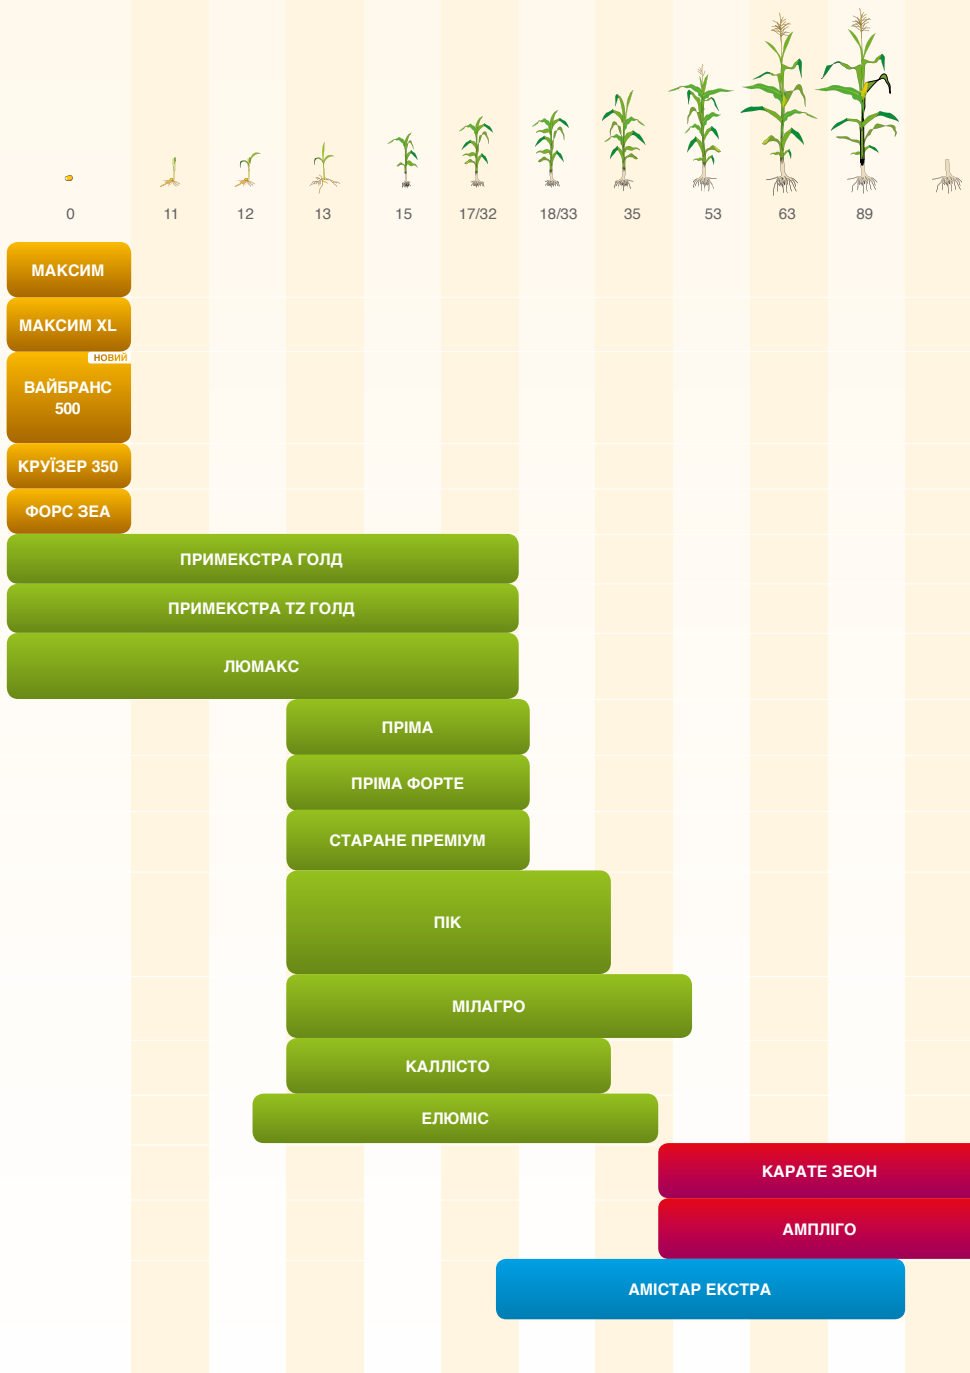 0 11 12 13 15 17/32 18/33 35 53 63 89
МАКСИМ
МАКСИМ XL
НОВИЙ
ВАЙБРАНС
500
КРУЇЗЕР 350
ФОРС ЗЕА
ПРИМЕКСТРА ГОЛД
ПРИМЕКСТРА TZ ГОЛД
ЛЮМАКС
ПРІМА
ПРІМА ФОРТЕ
СТАРАНЕ ПРЕМІУМ
ПІК
МІЛАГРО
КАЛЛІСТО
ЕЛЮМІС
КАРАТЕ ЗЕОН
АМПЛІГО
АМІСТАР ЕКСТРА